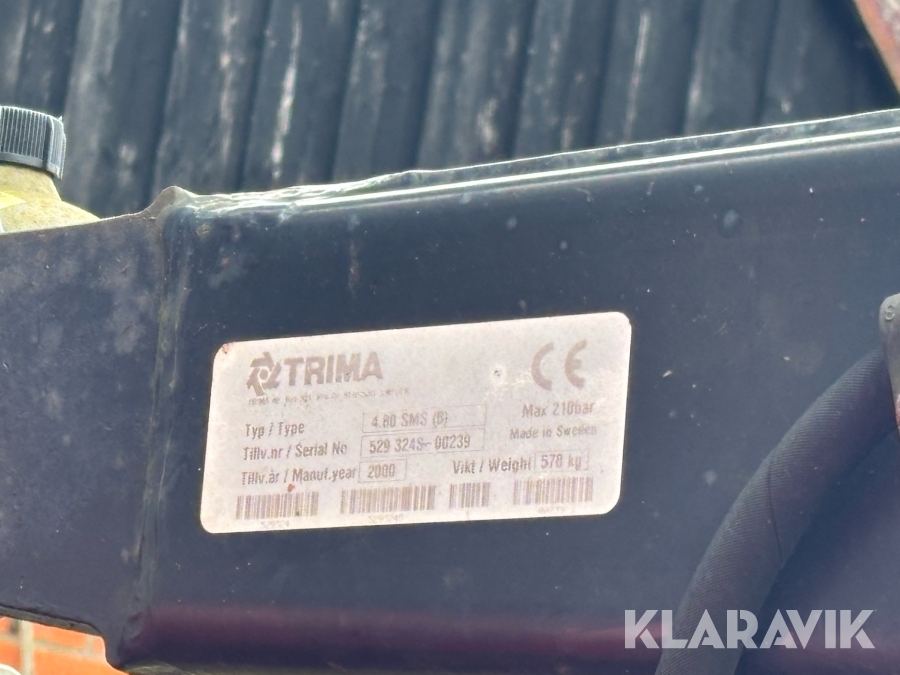 TRIMA
CE
Typ / Type 4.80 SMS (B) Max 210bar
Tillv.nr / Serial No 529 324S-00239 Made in Sweden
Tillv.år / Manuf.year 2000 Vikt / Weight 570 kg
KLARAVIK